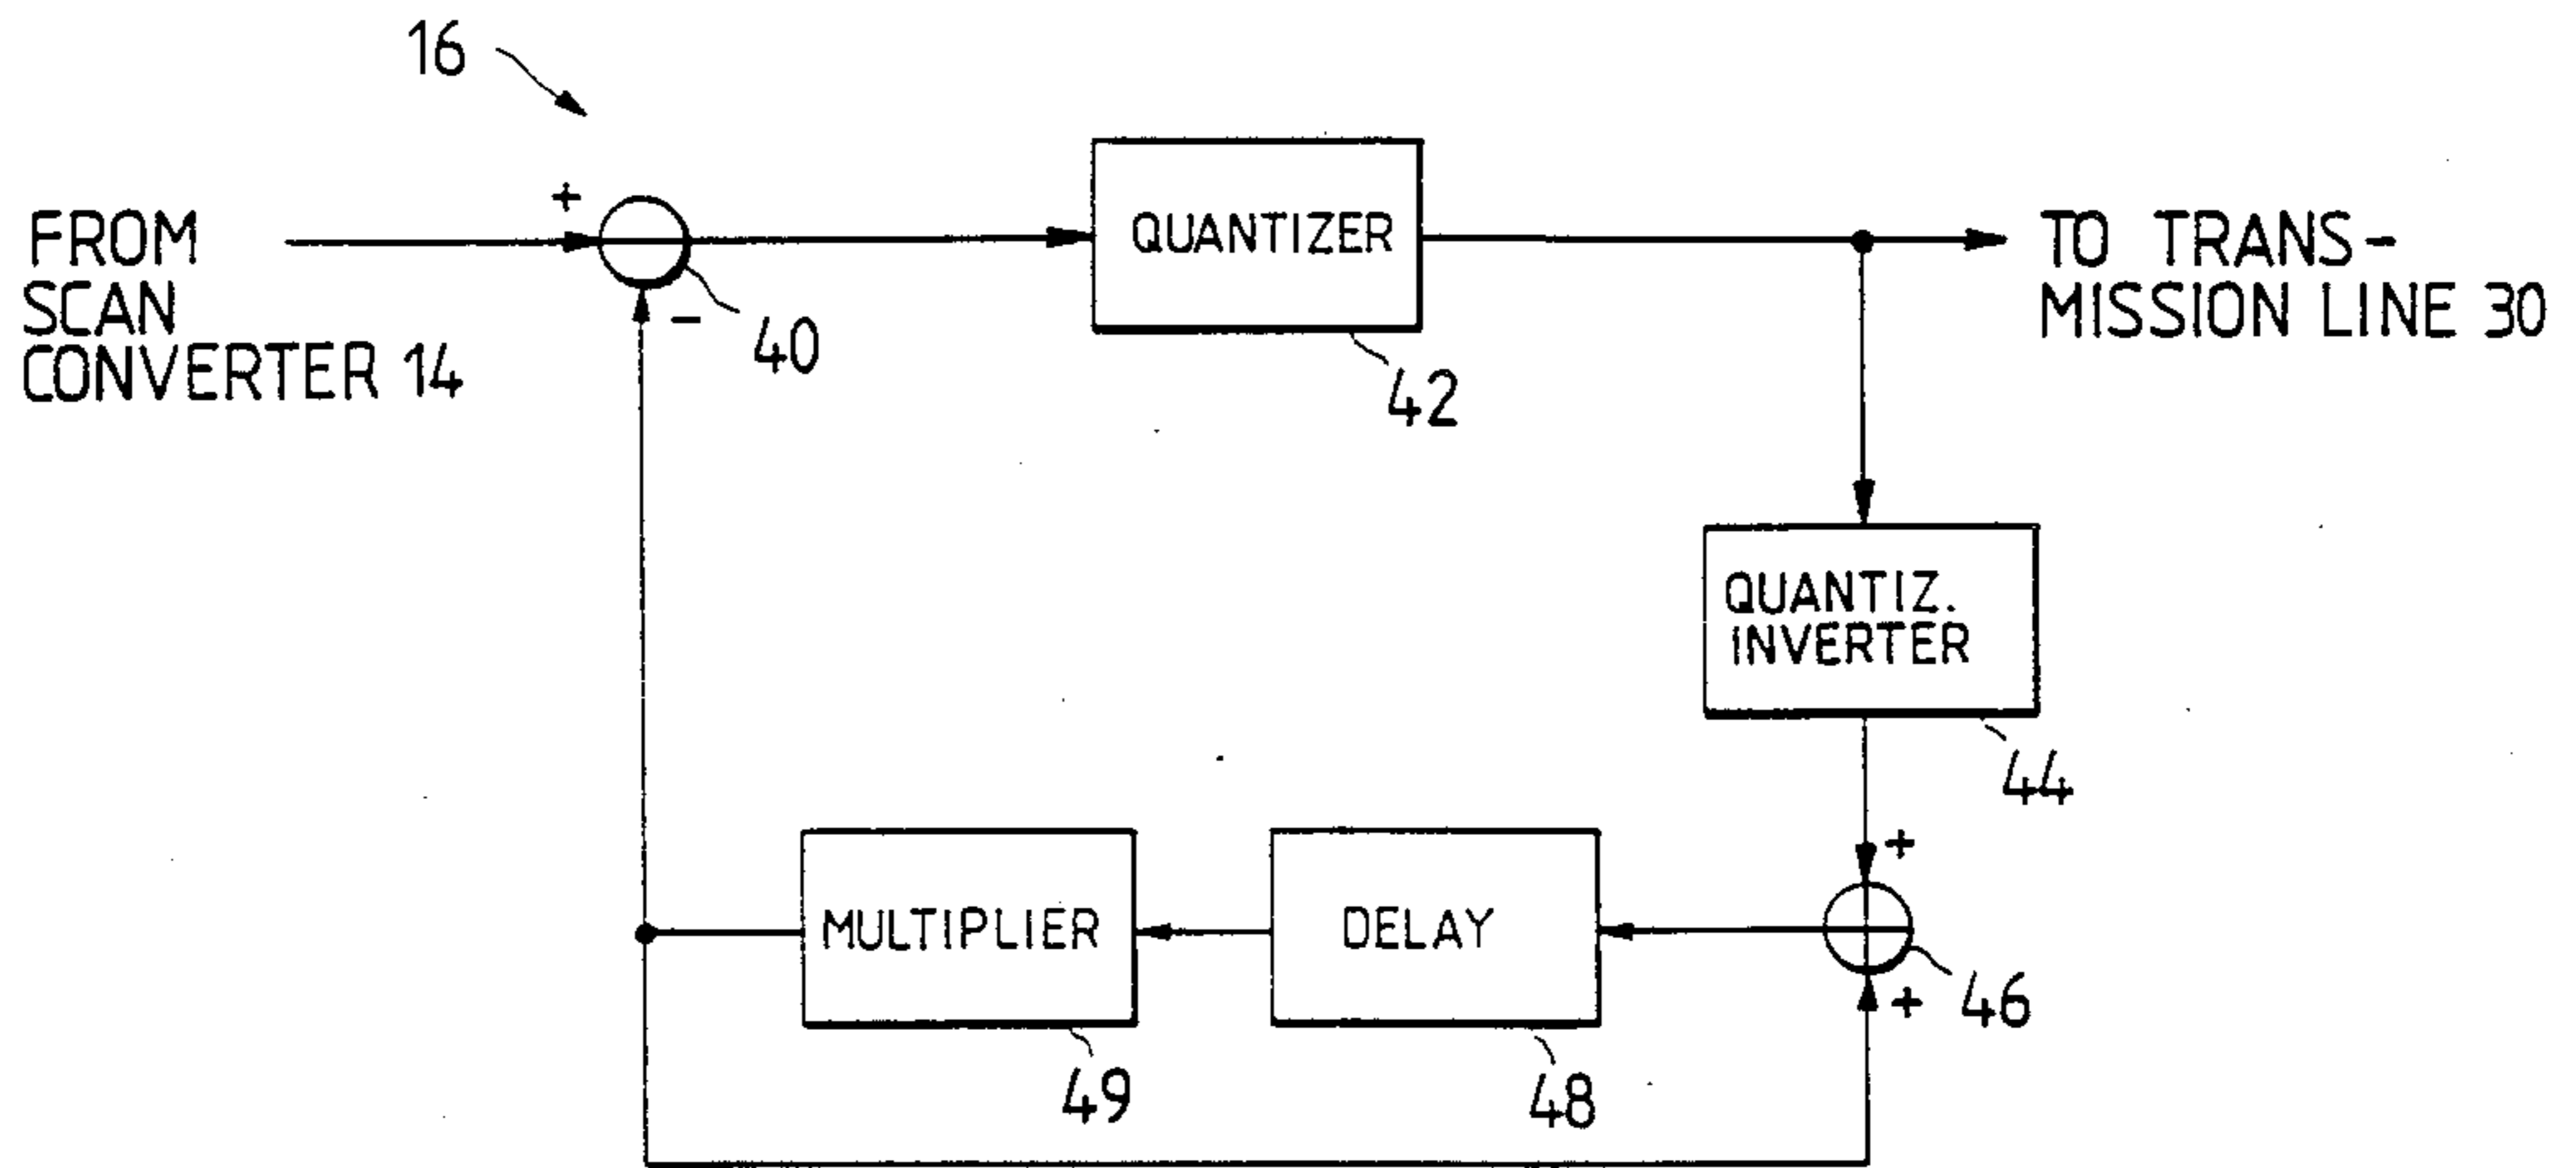 16
+
FROM
SCAN
CONVERTER 14
-
40
QUANTIZER
42
TO TRANS-
MISSION LINE 30
QUANTIZ.
INVERTER
44
+
MULTIPLIER
49
DELAY
48
46
+